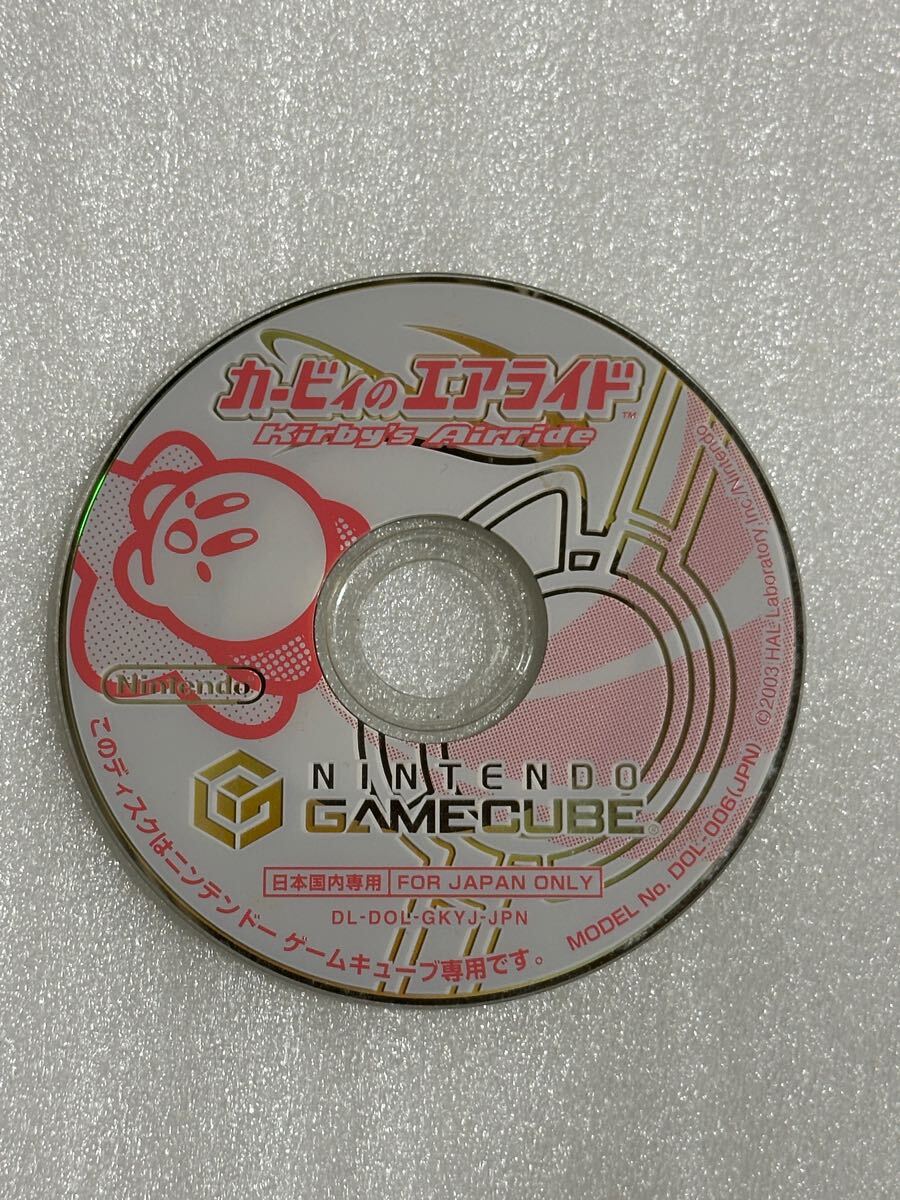 カービィのエアライド™
Kirby's Airride
Nintendo
NINTENDO
GAMECUBE®
日本国内専用 FOR JAPAN ONLY
DL-DOL-GKYJ-JPN
このディスクはニンテンドー ゲームキューブ専用です。
MODEL No. DOL-006(JPN) ©2003 HAL Laboratory, Inc./Nintendo